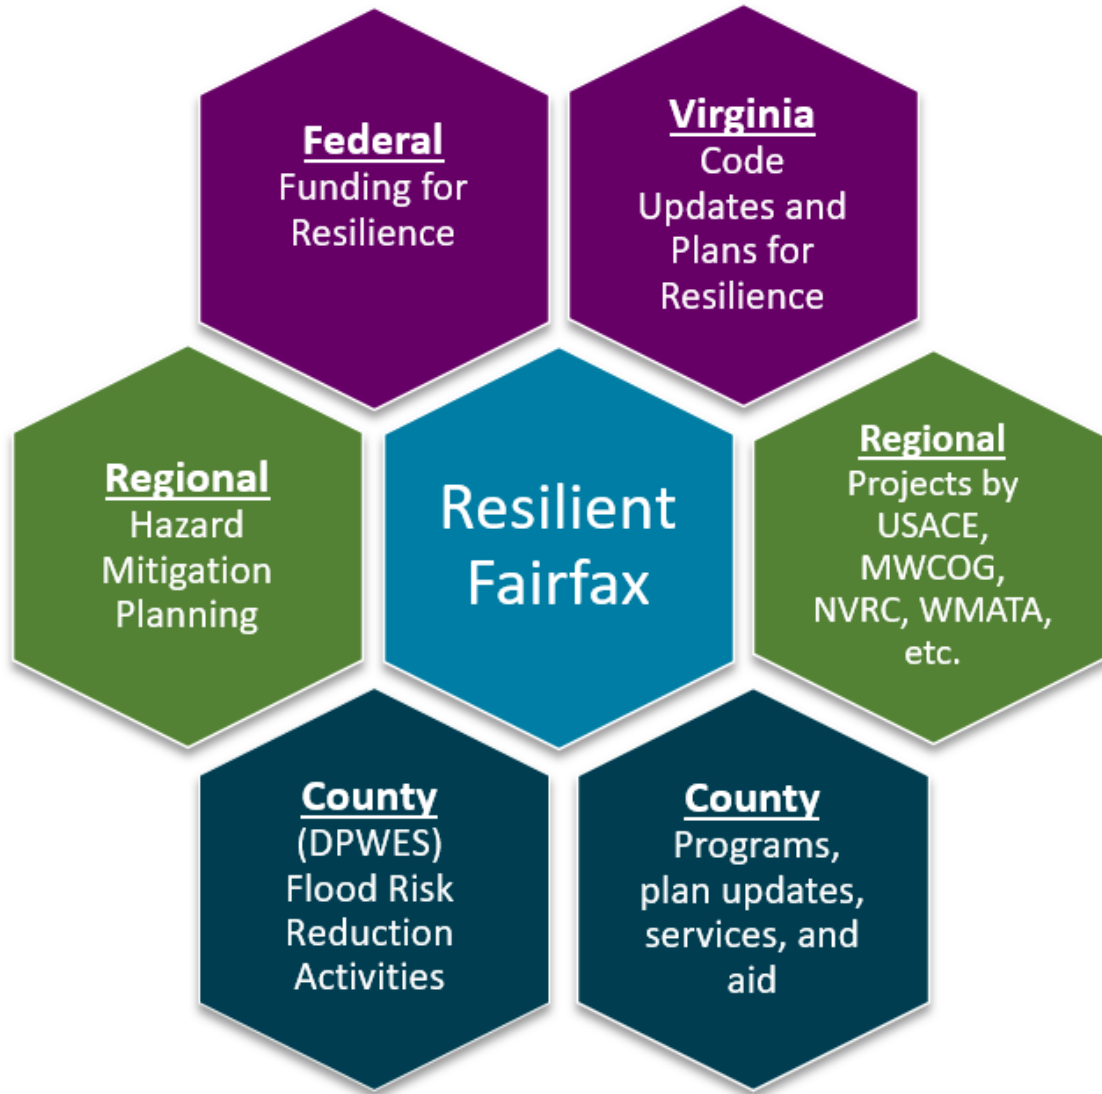 Federal
Funding for
Resilience
Virginia
Code
Updates and
Plans for
Resilience
Regional
Hazard
Mitigation
Planning
Resilient
Fairfax
Regional
Projects by
USACE,
MWCOG,
NVRC, WMATA,
etc.
County
(DPWES)
Flood Risk
Reduction
Activities
County
Programs,
plan updates,
services, and
aid